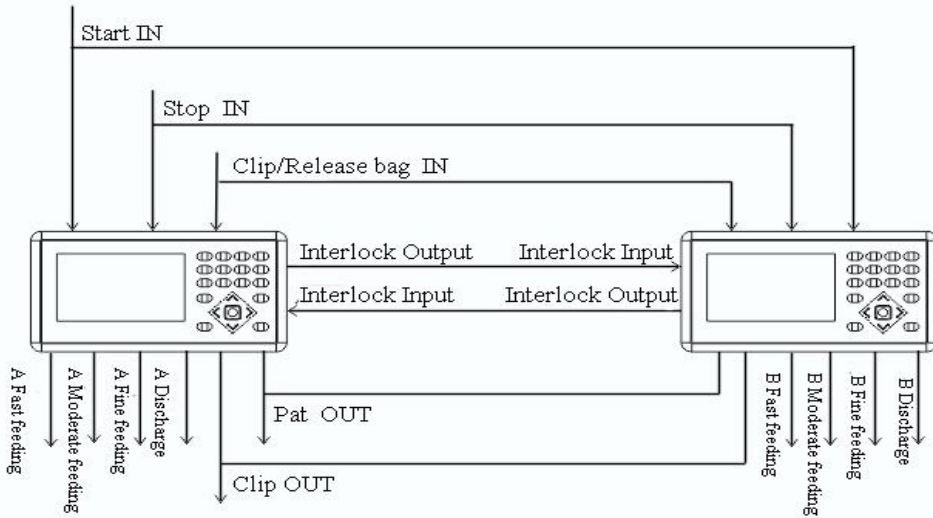 Start IN
Stop IN
Clip/Release bag IN
Interlock Output
Interlock Input
Interlock Input
Interlock Output
A Fast feeding
A Moderate feeding
A Fine feeding
A Discharge
Pat OUT
Clip OUT
B Fast feeding
B Moderate feeding
B Fine feeding
B Discharge